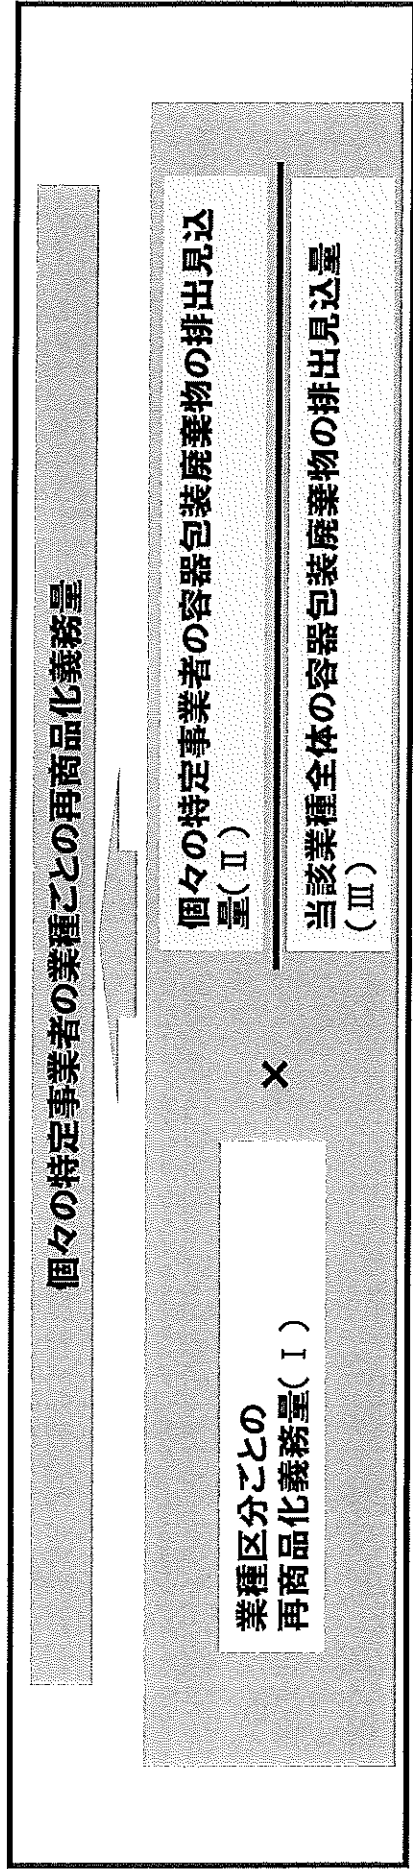 個々の特定事業者の業種ごとの再商品化義務量
業種区分ごとの
再商品化義務量(Ⅰ)
×
個々の特定事業者の容器包装廃棄物の排出見込
量(Ⅱ)
当該業種全体の容器包装廃棄物の排出見込量
(Ⅲ)